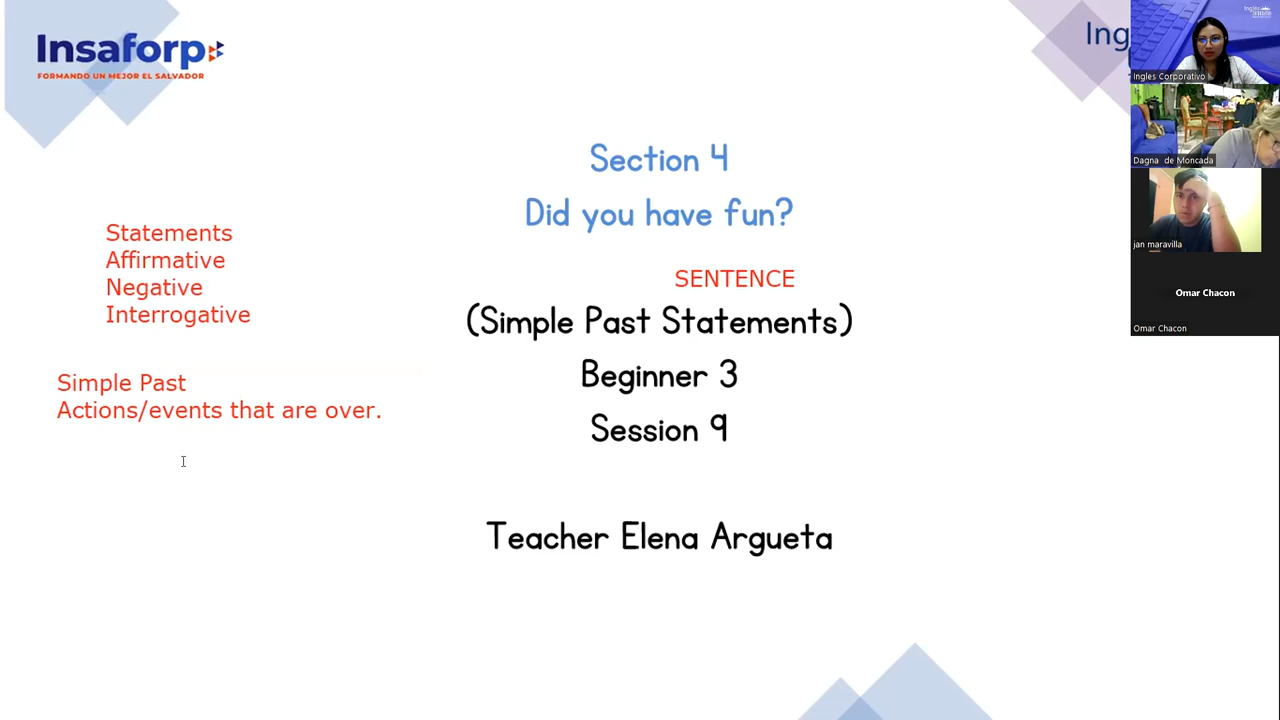 Insaforp
FORMANDO UN MEJOR EL SALVADOR
Ing
Section 4
Did you have fun?
SENTENCE
(Simple Past Statements)
Beginner 3
Session 9
Teacher Elena Argueta
Statements
Affirmative
Negative
Interrogative
Simple Past
Actions/events that are over.
Ingles Corporativo
Dagna de Moncada
jan maravilla
Omar Chacon
Omar Chacon